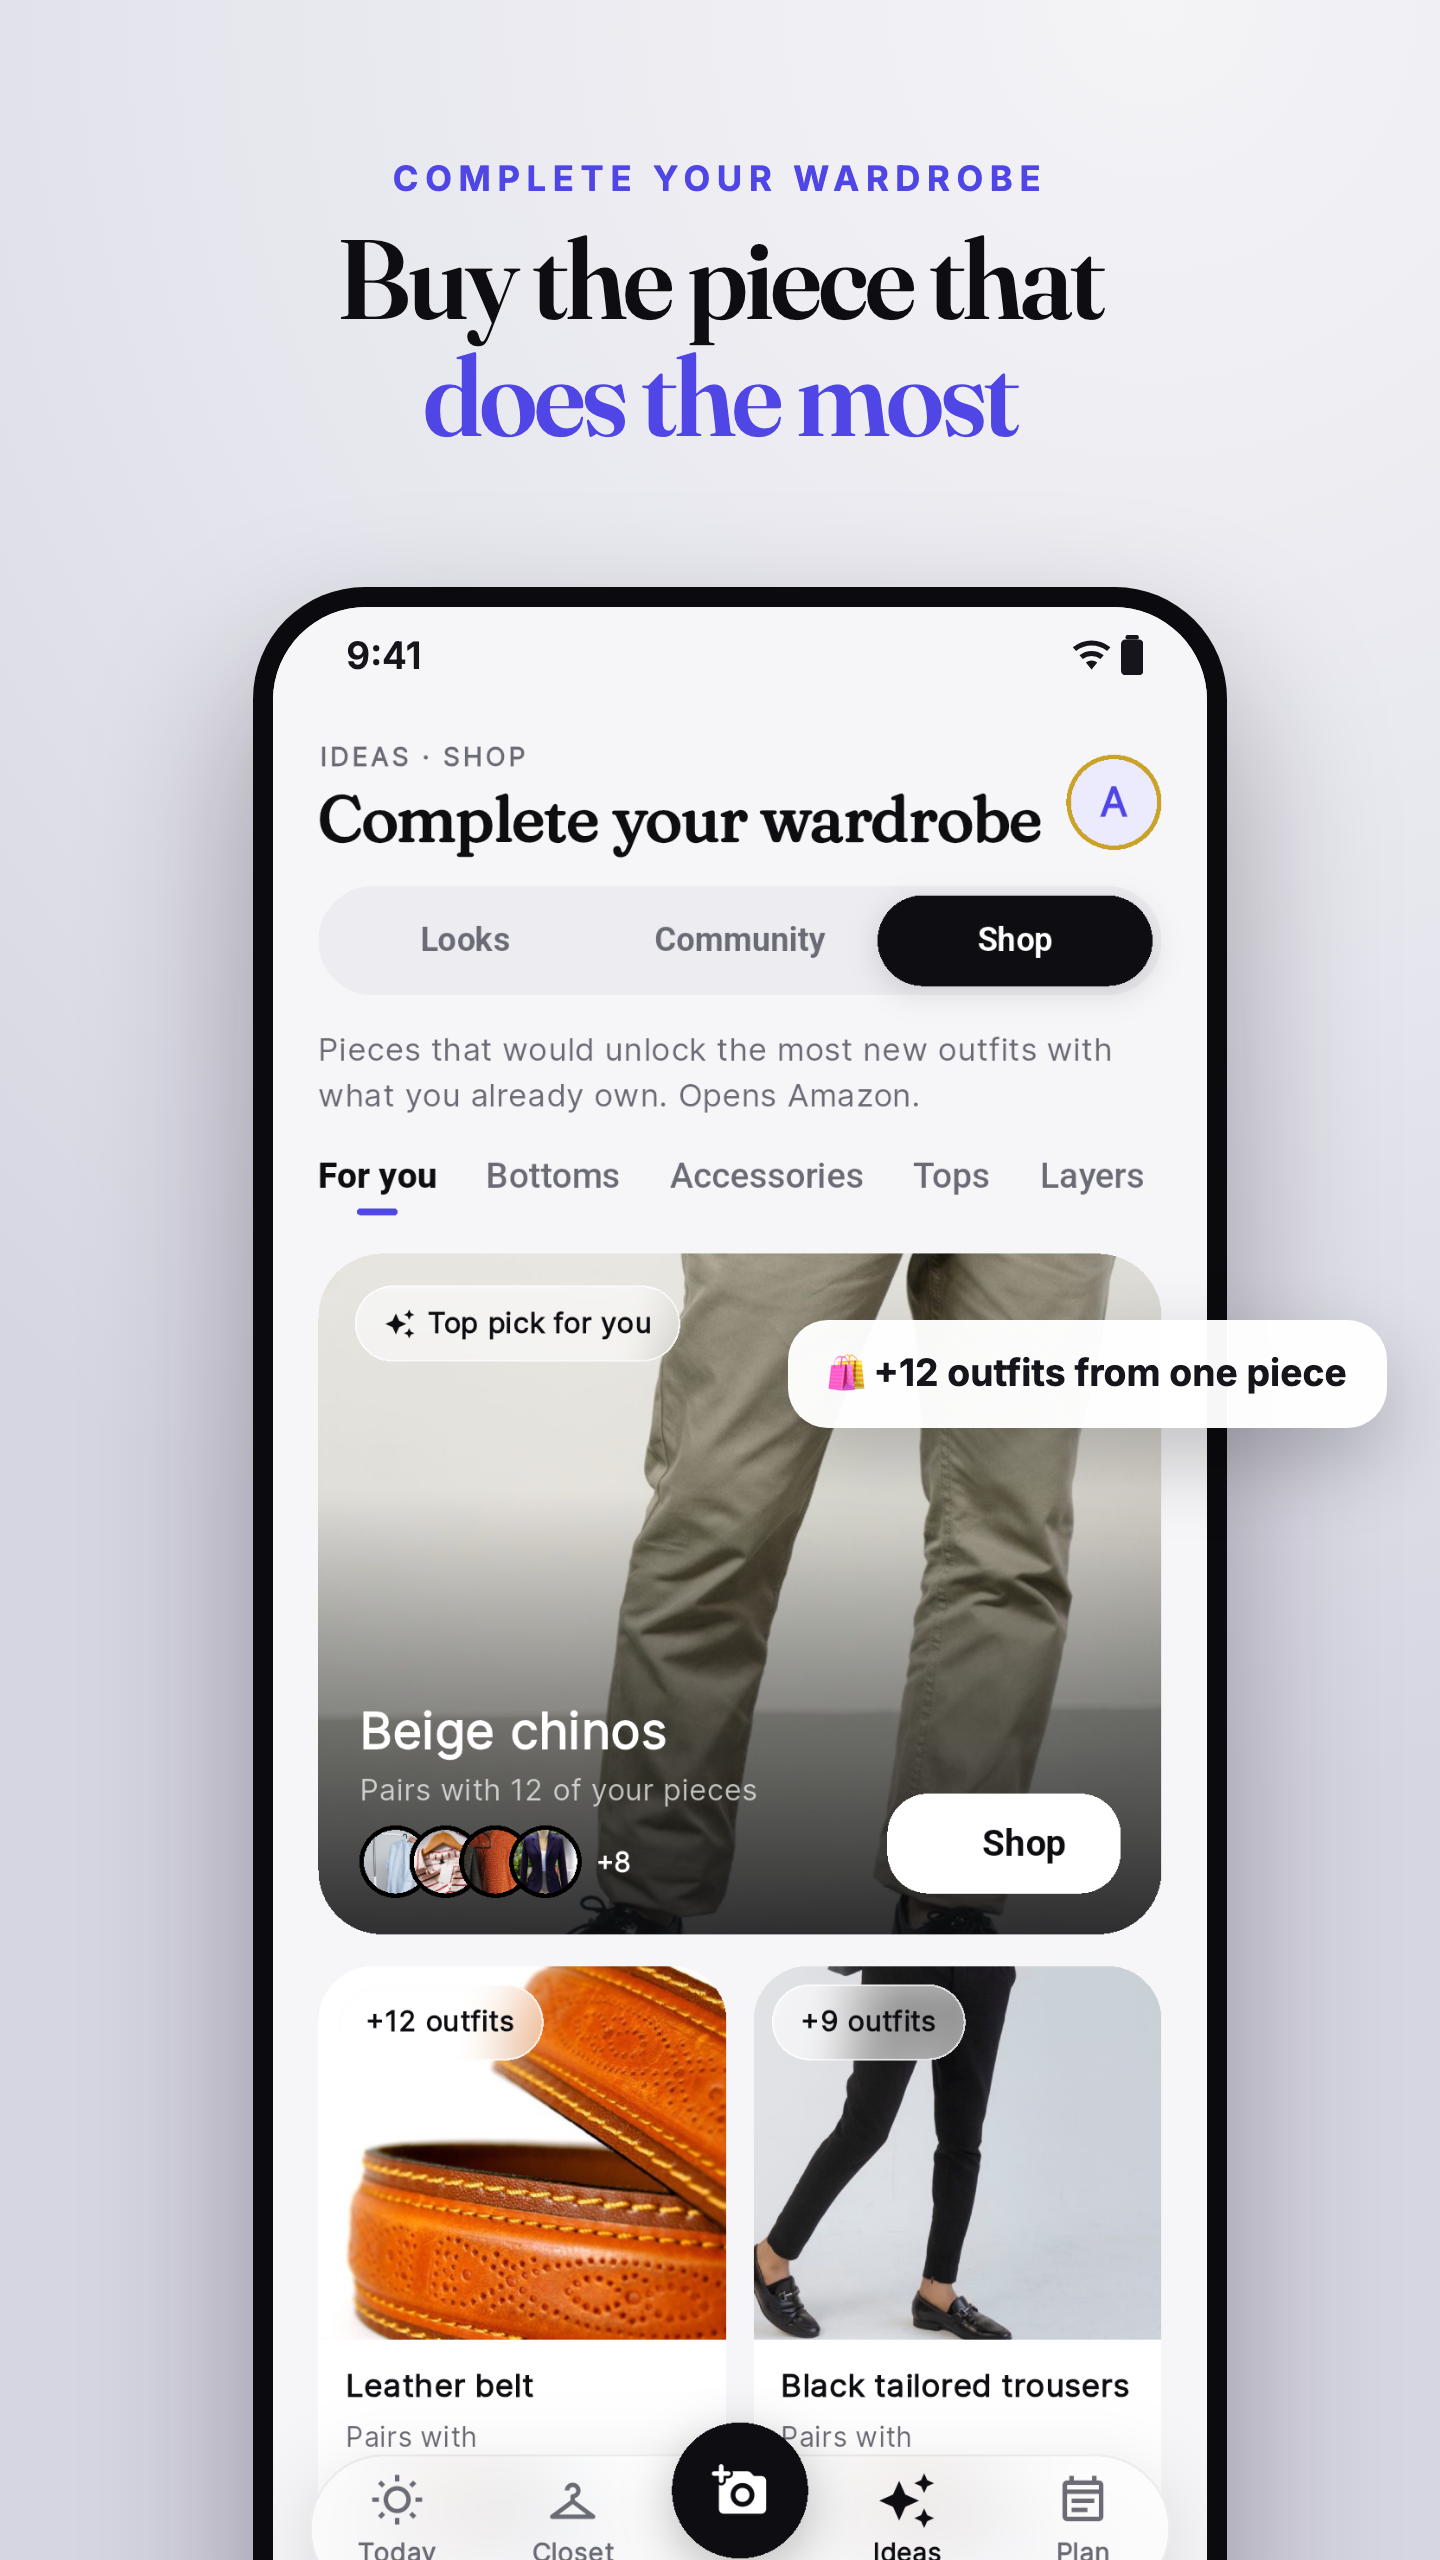 COMPLETE YOUR WARDROBE
Buy the piece that
does the most
9:41
IDEAS · SHOP
Complete your wardrobe
A
Looks
Community
Shop
Pieces that would unlock the most new outfits with
what you already own. Opens Amazon.
For you
Bottoms
Accessories
Tops
Layers
Top pick for you
🛍️ +12 outfits from one piece
Beige chinos
Pairs with 12 of your pieces
+8
Shop
+12 outfits
+9 outfits
Leather belt
Black tailored trousers
Pairs with
Pairs with
Today
Closet
Ideas
Plan